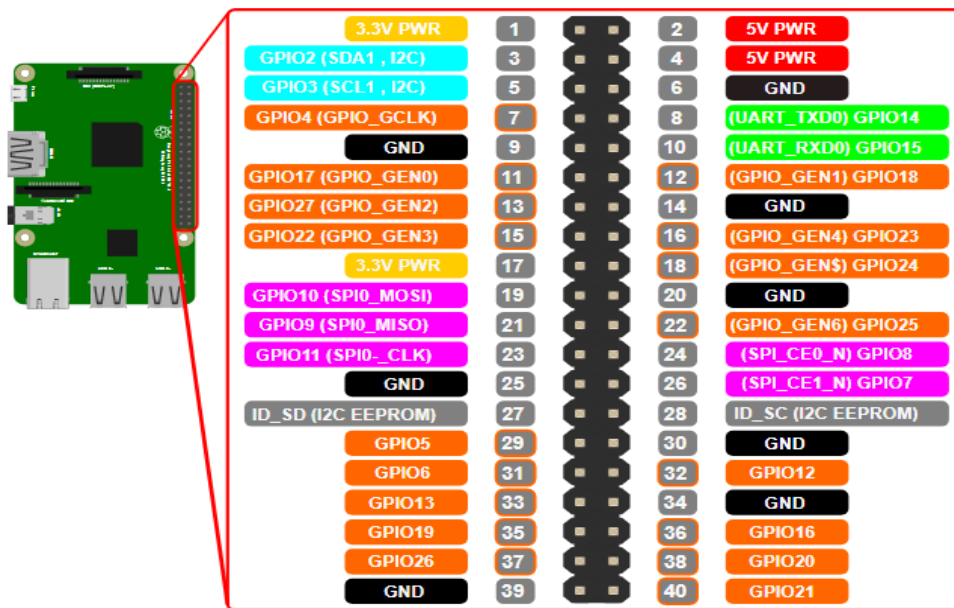 3.3V PWR 1 2 5V PWR
GPIO2 (SDA1 , I2C) 3 4 5V PWR
GPIO3 (SCL1 , I2C) 5 6 GND
GPIO4 (GPIO_GCLK) 7 8 (UART_TXD0) GPIO14
GND 9 10 (UART_RXD0) GPIO15
GPIO17 (GPIO_GEN0) 11 12 (GPIO_GEN1) GPIO18
GPIO27 (GPIO_GEN2) 13 14 GND
GPIO22 (GPIO_GEN3) 15 16 (GPIO_GEN4) GPIO23
3.3V PWR 17 18 (GPIO_GEN$) GPIO24
GPIO10 (SPI0_MOSI) 19 20 GND
GPIO9 (SPI0_MISO) 21 22 (GPIO_GEN6) GPIO25
GPIO11 (SPI0-_CLK) 23 24 (SPI_CE0_N) GPIO8
GND 25 26 (SPI_CE1_N) GPIO7
ID_SD (I2C EEPROM) 27 28 ID_SC (I2C EEPROM)
GPIO5 29 30 GND
GPIO6 31 32 GPIO12
GPIO13 33 34 GND
GPIO19 35 36 GPIO16
GPIO26 37 38 GPIO20
GND 39 40 GPIO21